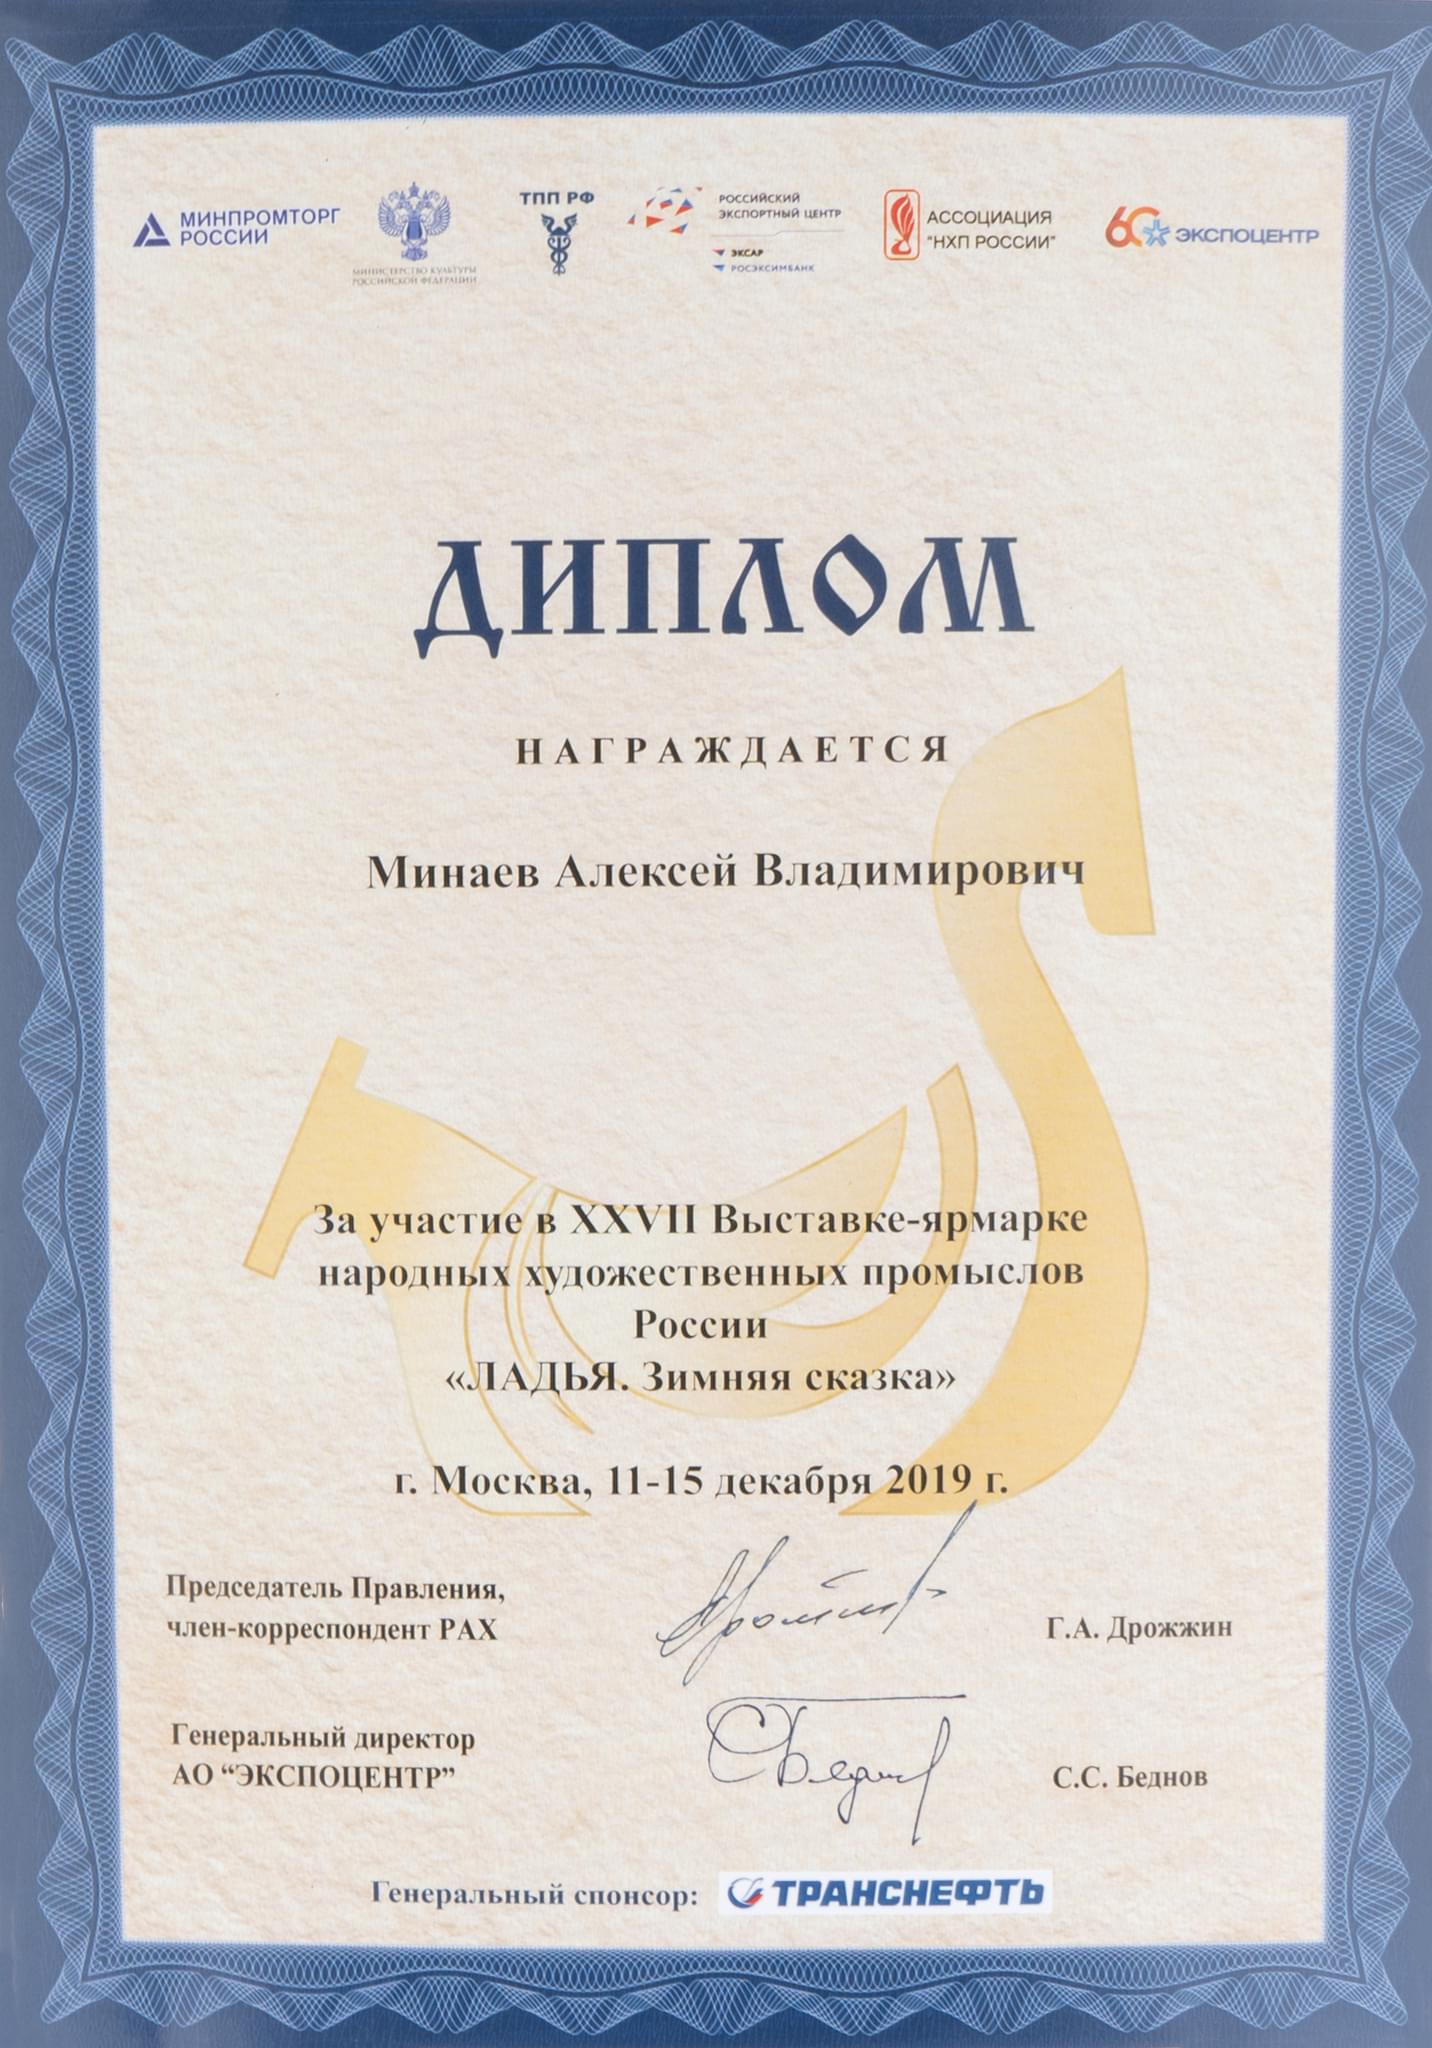 МИНПРОМТОРГ
РОССИИ
МИНИСТЕРСТВО КУЛЬТУРЫ
РОССИЙСКОЙ ФЕДЕРАЦИИ
ТПП РФ
РОССИЙСКИЙ
ЭКСПОРТНЫЙ ЦЕНТР
ЭКСАР
РОСЭКСИМБАНК
АССОЦИАЦИЯ
"НХП РОССИИ"
60 ЭКСПОЦЕНТР
ДИПЛОМ
НАГРАЖДАЕТСЯ
Минаев Алексей Владимирович
За участие в XXVII Выставке-ярмарке
народных художественных промыслов
России
«ЛАДЬЯ. Зимняя сказка»
г. Москва, 11-15 декабря 2019 г.
Председатель Правления,
член-корреспондент РАХ
Г.А. Дрожжин
Генеральный директор
АО “ЭКСПОЦЕНТР”
С.С. Беднов
Генеральный спонсор: ТРАНСНЕФТЬ